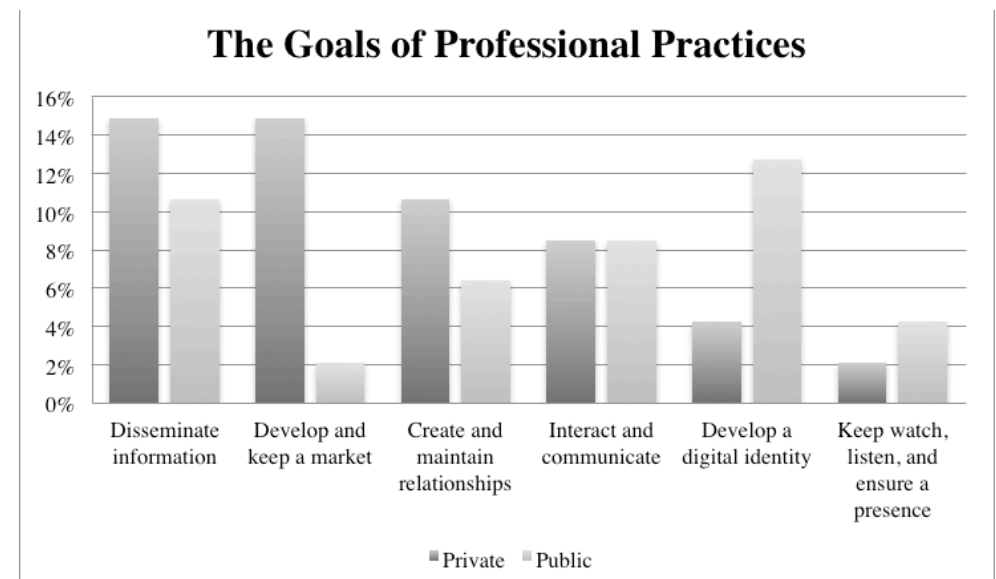 The Goals of Professional Practices
16%
14%
12%
10%
8%
6%
4%
2%
0%
Disseminate
information
Develop and
keep a market
Create and
maintain
relationships
Interact and
communicate
Develop a
digital identity
Keep watch,
listen, and
ensure a
presence
Private Public